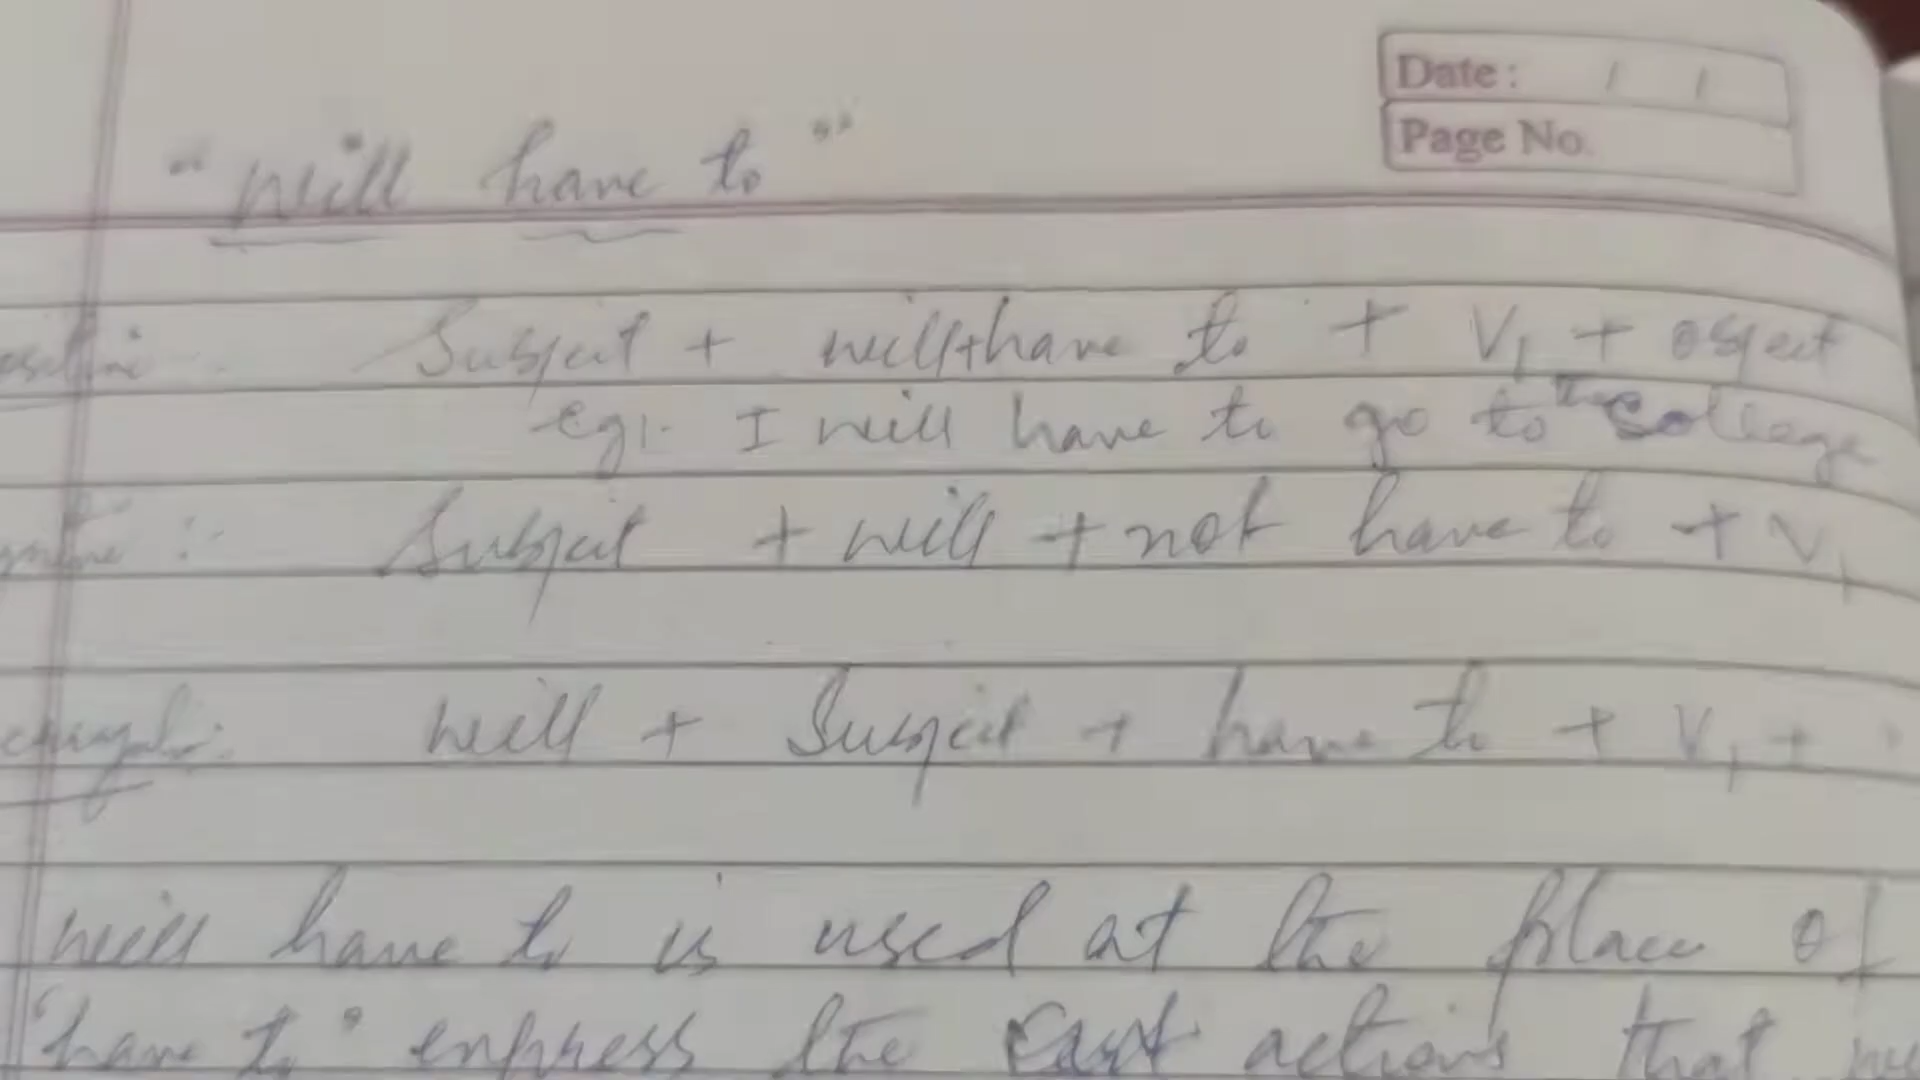 Date : / /
Page No.
"will have to"
Subject + will+have to + V1 + object
eg:- I will have to go to the college
Subject + will + not have to + V1
will + Subject + have to + V1 +
will have to is used at the place of
"have to" express the actions that